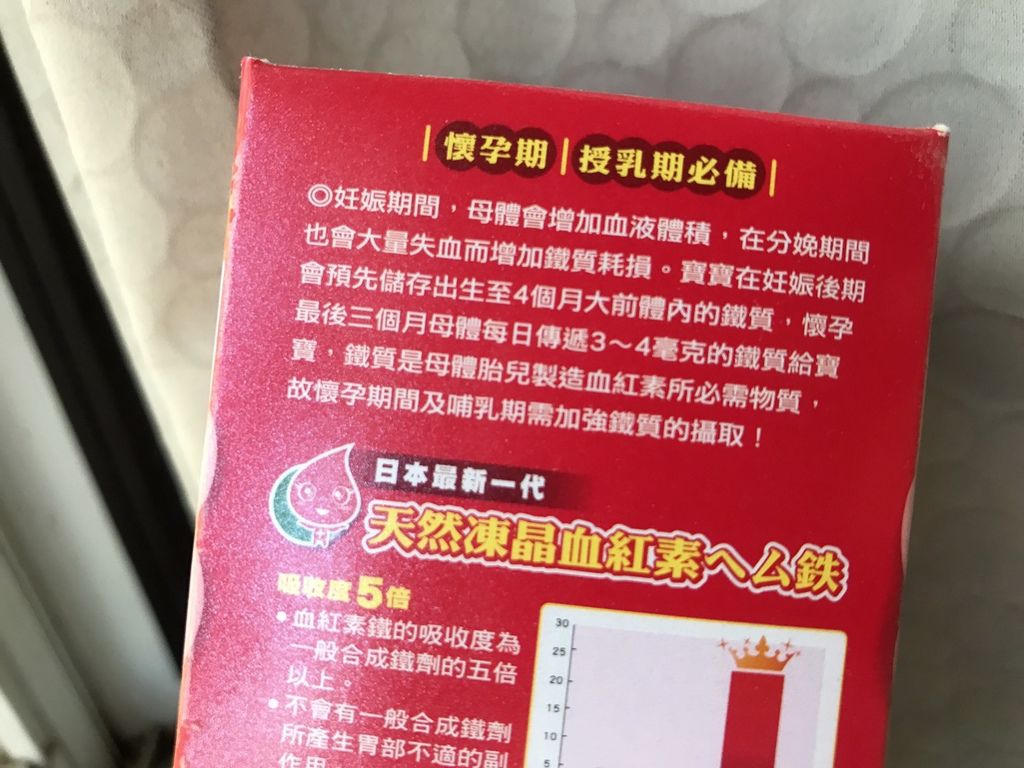 懷孕期 授乳期必備
◎妊娠期間，母體會增加血液體積，在分娩期間
也會大量失血而增加鐵質耗損。寶寶在妊娠後期
會預先儲存出生至4個月大前體內的鐵質，懷孕
最後三個月母體每日傳遞3～4毫克的鐵質給寶
寶，鐵質是母體胎兒製造血紅素所必需物質，
故懷孕期間及哺乳期需加強鐵質的攝取！
日本最新一代
天然凍晶血紅素ヘム鉄
吸收度5倍
•血紅素鐵的吸收度為
一般合成鐵劑的五倍
以上。
•不會有一般合成鐵劑
所產生胃部不適的副
作用
30
25
20
15
10
5